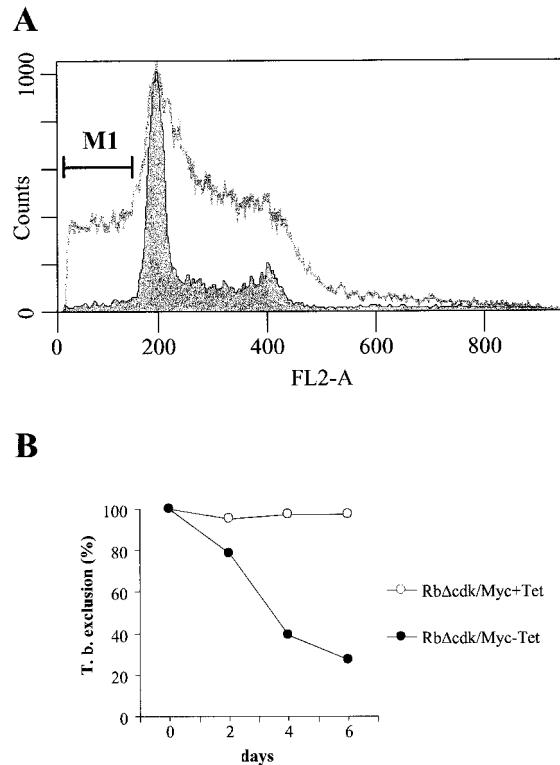 A
1000
M1
Counts
0
0 200 400 600 800
FL2-A
B
100
80
60
40
20
0
T. b. exclusion (%)
0 2 4 6
days
RbΔcdk/Myc+Tet
RbΔcdk/Myc-Tet